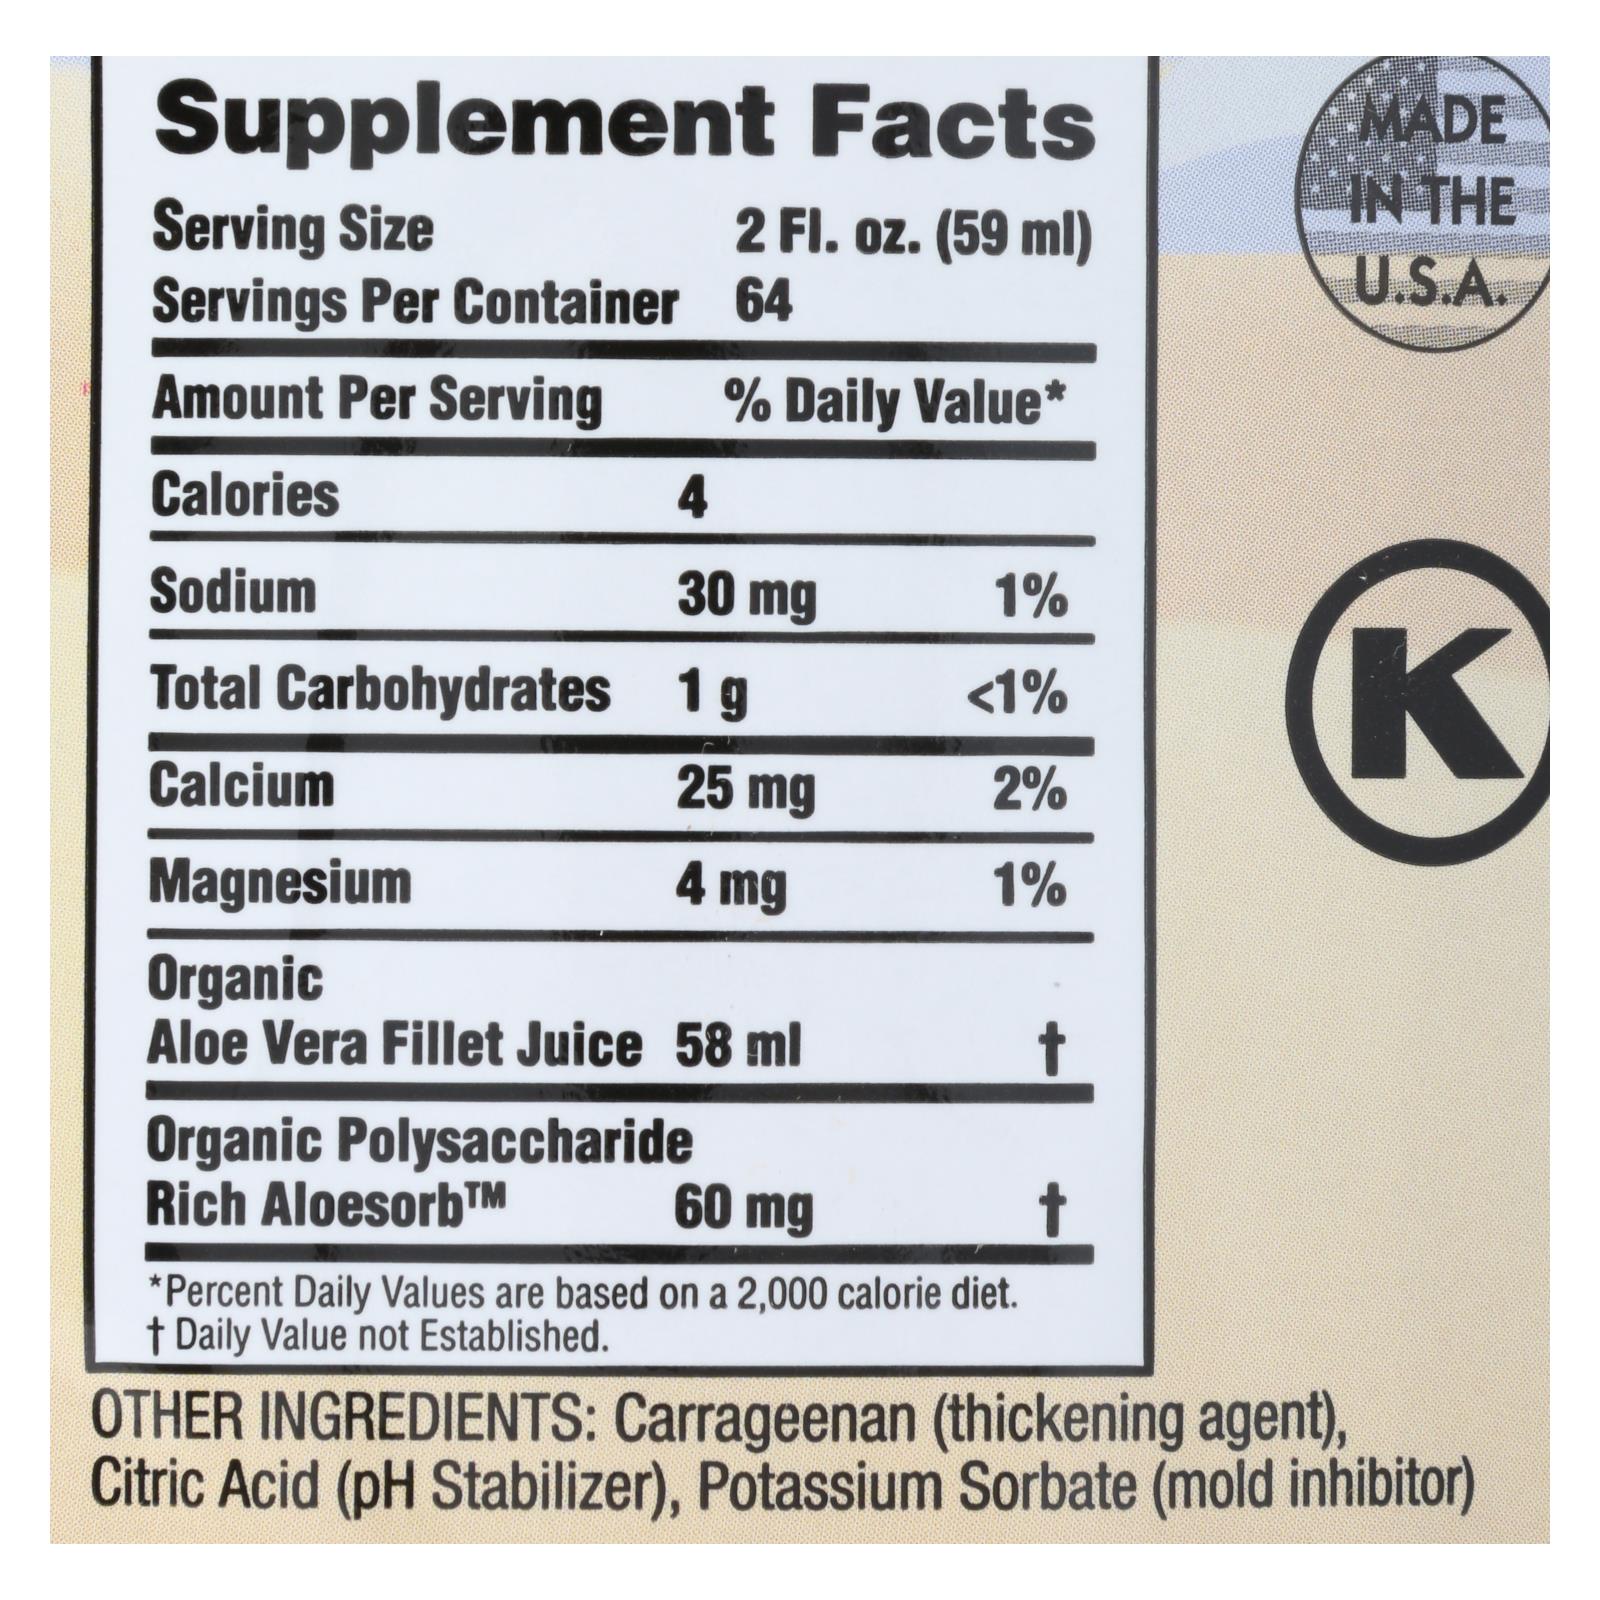 Supplement Facts
Serving Size 2 Fl. oz. (59 ml)
Servings Per Container 64
Amount Per Serving % Daily Value*
Calories 4
Sodium 30 mg 1%
Total Carbohydrates 1 g <1%
Calcium 25 mg 2%
Magnesium 4 mg 1%
Organic
Aloe Vera Fillet Juice 58 ml †
Organic Polysaccharide
Rich Aloesorb™ 60 mg †
*Percent Daily Values are based on a 2,000 calorie diet.
† Daily Value not Established.
OTHER INGREDIENTS: Carrageenan (thickening agent),
Citric Acid (pH Stabilizer), Potassium Sorbate (mold inhibitor)
MADE
IN THE
U.S.A.
K